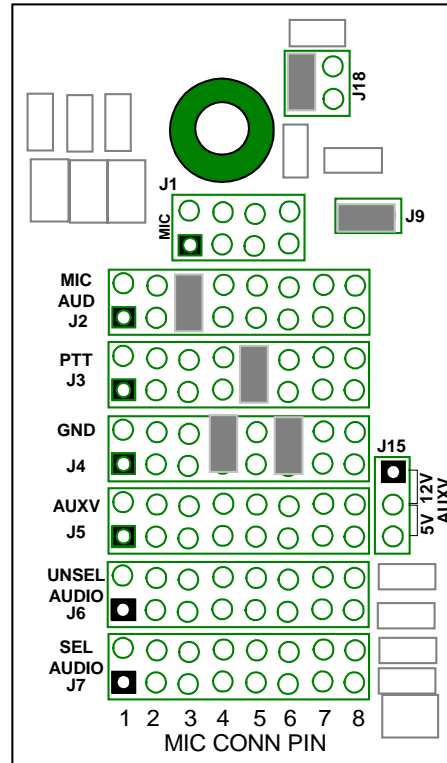 J18
J1
MIC
J9
MIC
AUD
J2
PTT
J3
GND
J4
J15
12V
5V
AUXV
AUXV
J5
UNSEL
AUDIO
J6
SEL
AUDIO
J7
1 2 3 4 5 6 7 8
MIC CONN PIN